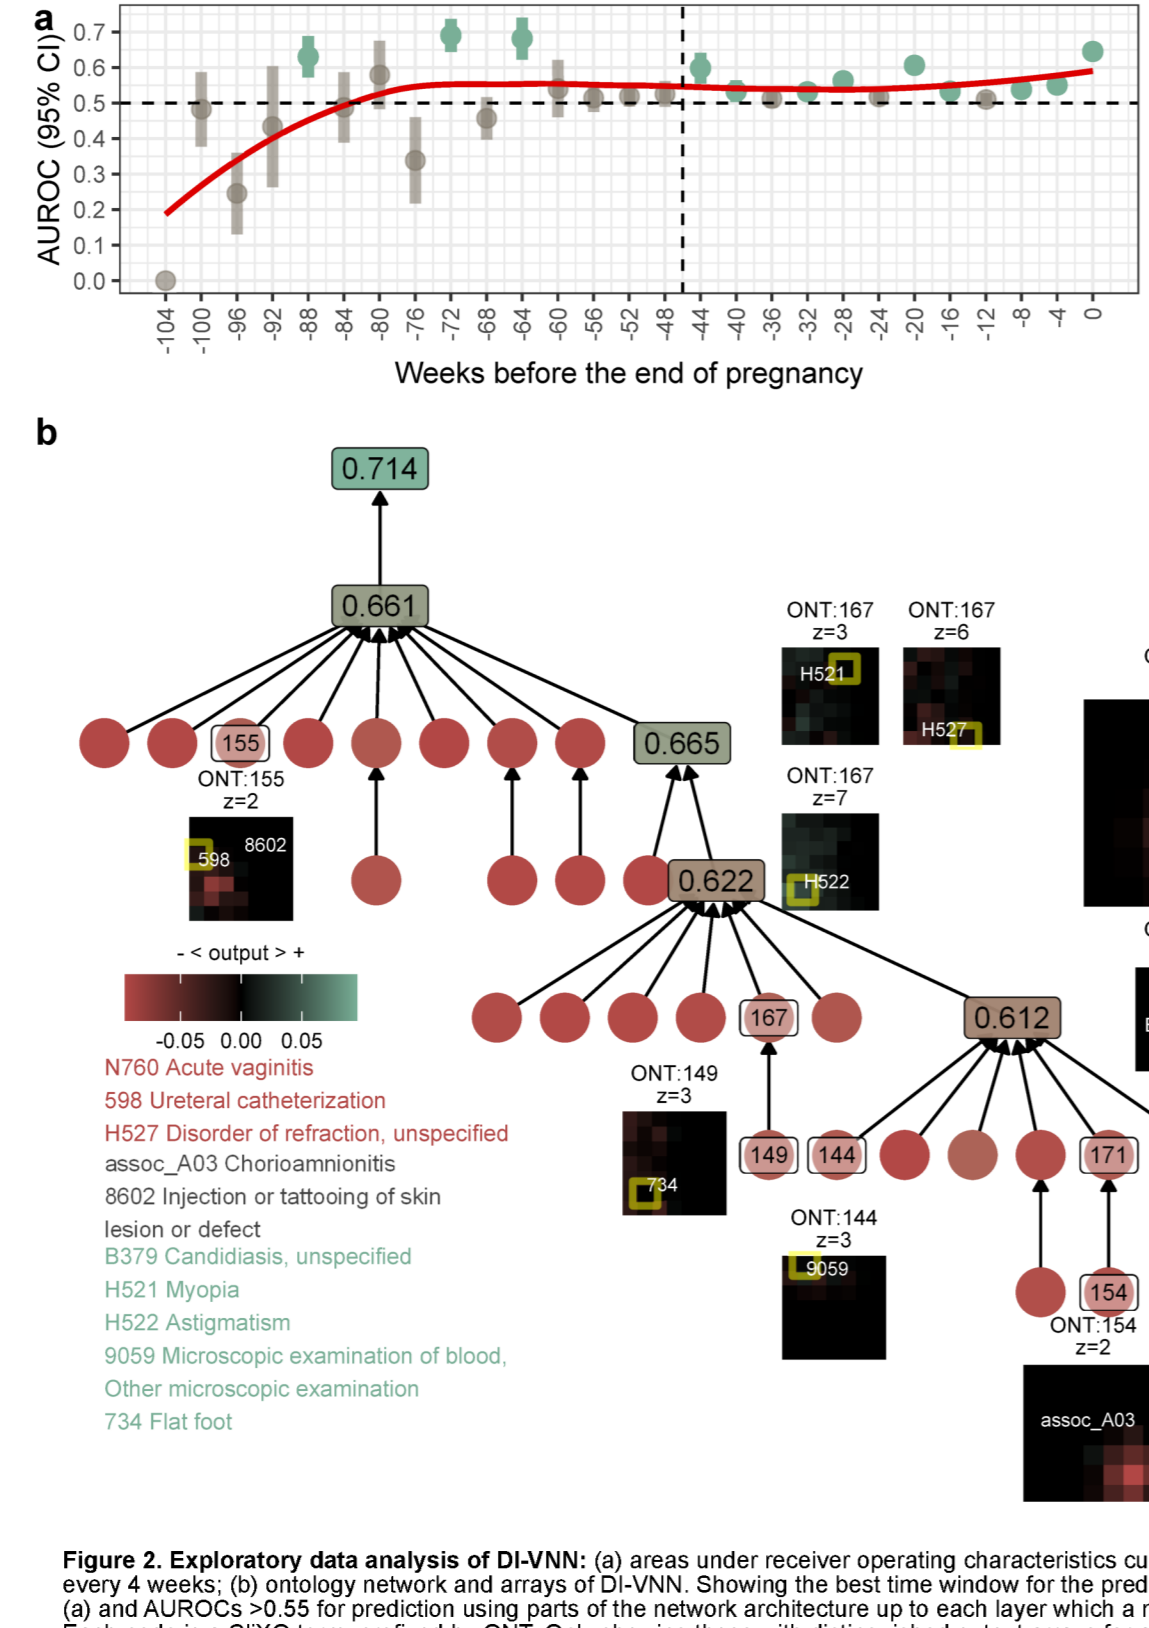 a
AUROC (95% CI)
0.7
0.6
0.5
0.4
0.3
0.2
0.1
0.0
-104 -100 -96 -92 -88 -84 -80 -76 -72 -68 -64 -60 -56 -52 -48 -44 -40 -36 -32 -28 -24 -20 -16 -12 -8 -4 0
Weeks before the end of pregnancy
b
0.714
0.661
ONT:167
z=3
H521
ONT:167
z=6
H527
155
0.665
ONT:155
z=2
8602
598
ONT:167
z=7
H522
0.622
- < output > +
-0.05 0.00 0.05
167
0.612
N760 Acute vaginitis
598 Ureteral catheterization
H527 Disorder of refraction, unspecified
assoc_A03 Chorioamnionitis
8602 Injection or tattooing of skin
lesion or defect
B379 Candidiasis, unspecified
H521 Myopia
H522 Astigmatism
9059 Microscopic examination of blood,
Other microscopic examination
734 Flat foot
ONT:149
z=3
734
149
144
171
ONT:144
z=3
9059
154
ONT:154
z=2
assoc_A03
Figure 2. Exploratory data analysis of DI-VNN: (a) areas under receiver operating characteristics cu
every 4 weeks; (b) ontology network and arrays of DI-VNN. Showing the best time window for the pred
(a) and AUROCs >0.55 for prediction using parts of the network architecture up to each layer which a